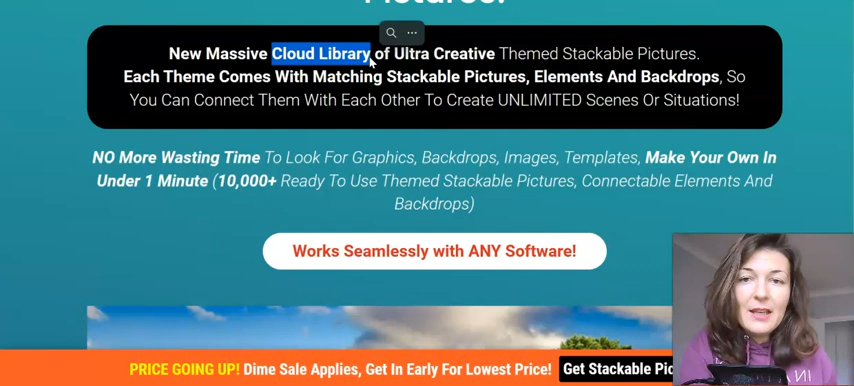 New Massive Cloud Library of Ultra Creative Themed Stackable Pictures.
Each Theme Comes With Matching Stackable Pictures, Elements And Backdrops, So
You Can Connect Them With Each Other To Create UNLIMITED Scenes Or Situations!
NO More Wasting Time To Look For Graphics, Backdrops, Images, Templates, Make Your Own In
Under 1 Minute (10,000+ Ready To Use Themed Stackable Pictures, Connectable Elements And
Backdrops)
Works Seamlessly with ANY Software!
PRICE GOING UP! Dime Sale Applies, Get In Early For Lowest Price! Get Stackable Pic